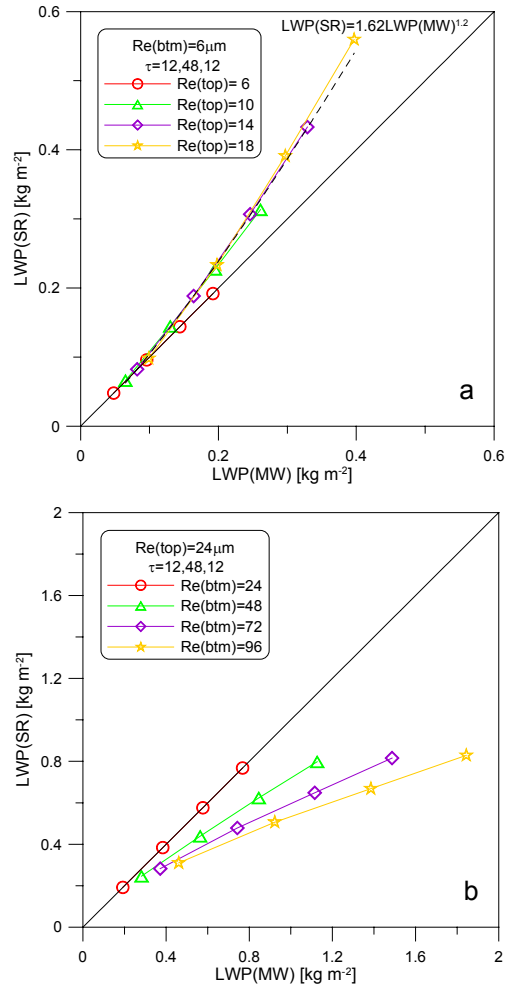 0.6
LWP(SR)=1.62LWP(MW)^1.2
Re(btm)=6μm
τ=12,48,12
Re(top)= 6
Re(top)=10
Re(top)=14
Re(top)=18
0.4
LWP(SR) [kg m⁻²]
0.2
0
a
0
0.2
0.4
0.6
LWP(MW) [kg m⁻²]
2
Re(top)=24μm
τ=12,48,12
Re(btm)=24
Re(btm)=48
Re(btm)=72
Re(btm)=96
1.6
1.2
LWP(SR) [kg m⁻²]
0.8
0.4
0
b
0
0.4
0.8
1.2
1.6
2
LWP(MW) [kg m⁻²]